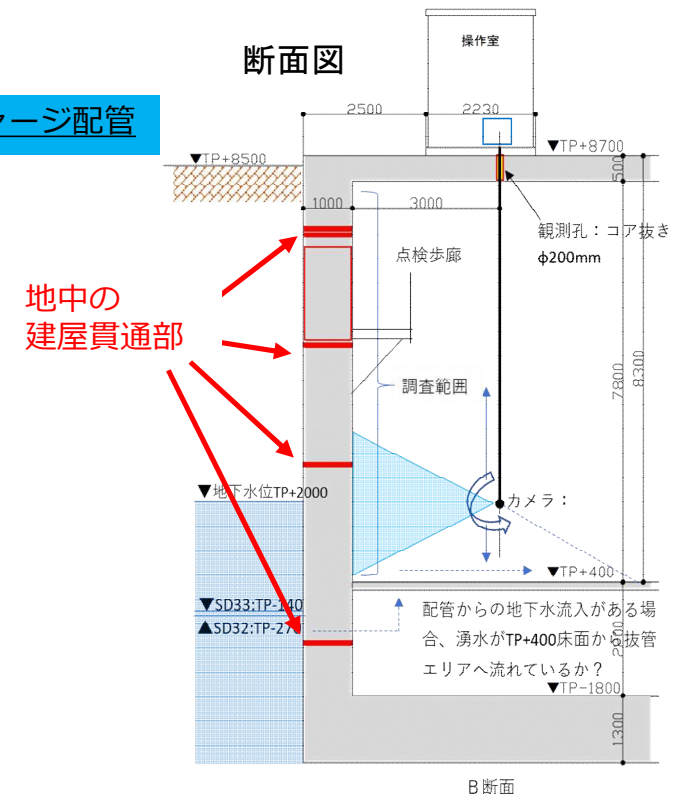 操作室
断面図
ージ配管
2500
2230
▼TP+8500
▼TP+8700
500
1000
3000
観測孔：コア抜き
φ200mm
点検歩廊
地中の
建屋貫通部
調査範囲
7800
8300
▼地下水位TP+2000
カメラ：
▼TP+400
▼SD33:TP-140
▲SD32:TP-270
配管からの地下水流入がある場
合、湧水がTP+400床面から抜管
エリアへ流れているか？
▼TP-1800
1300
B断面